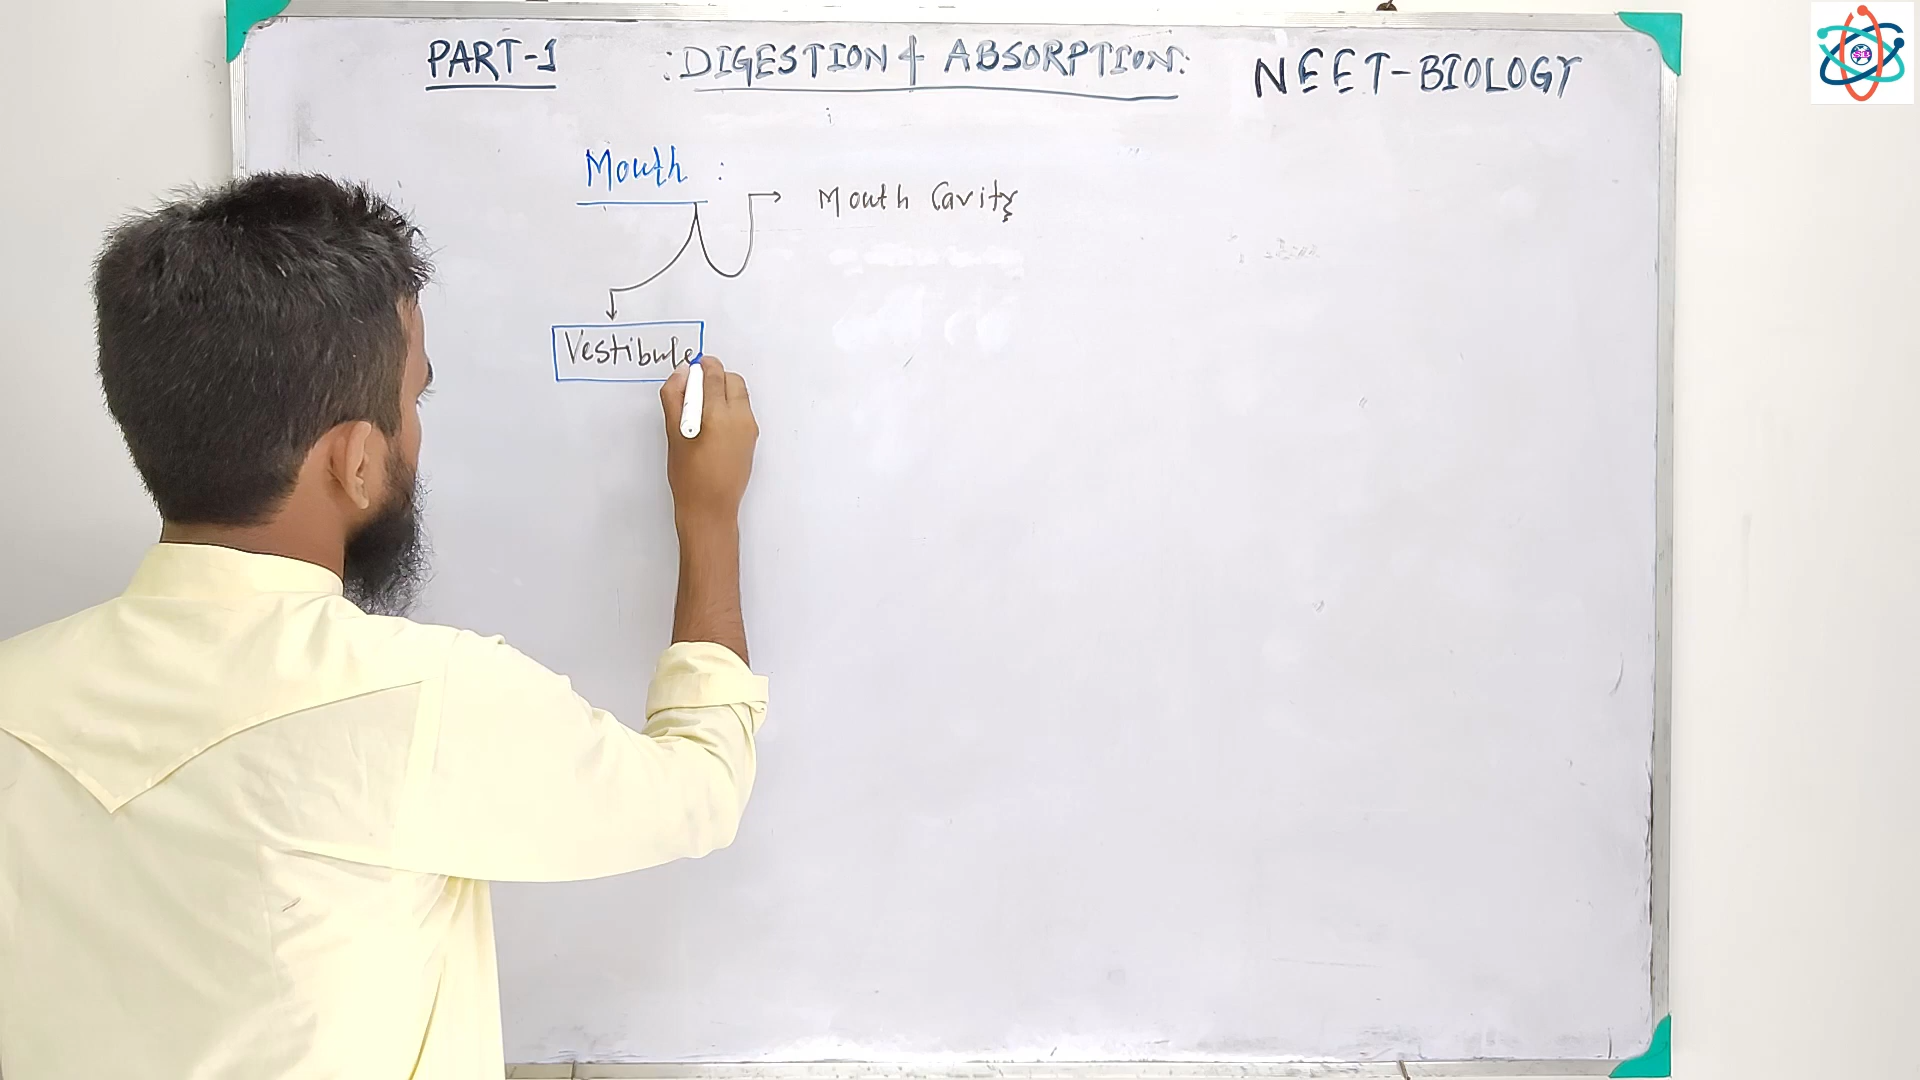 PART-1 :DIGESTION & ABSORPTION: NEET-BIOLOGY
Mouth :
Mouth Cavity
Vestibule